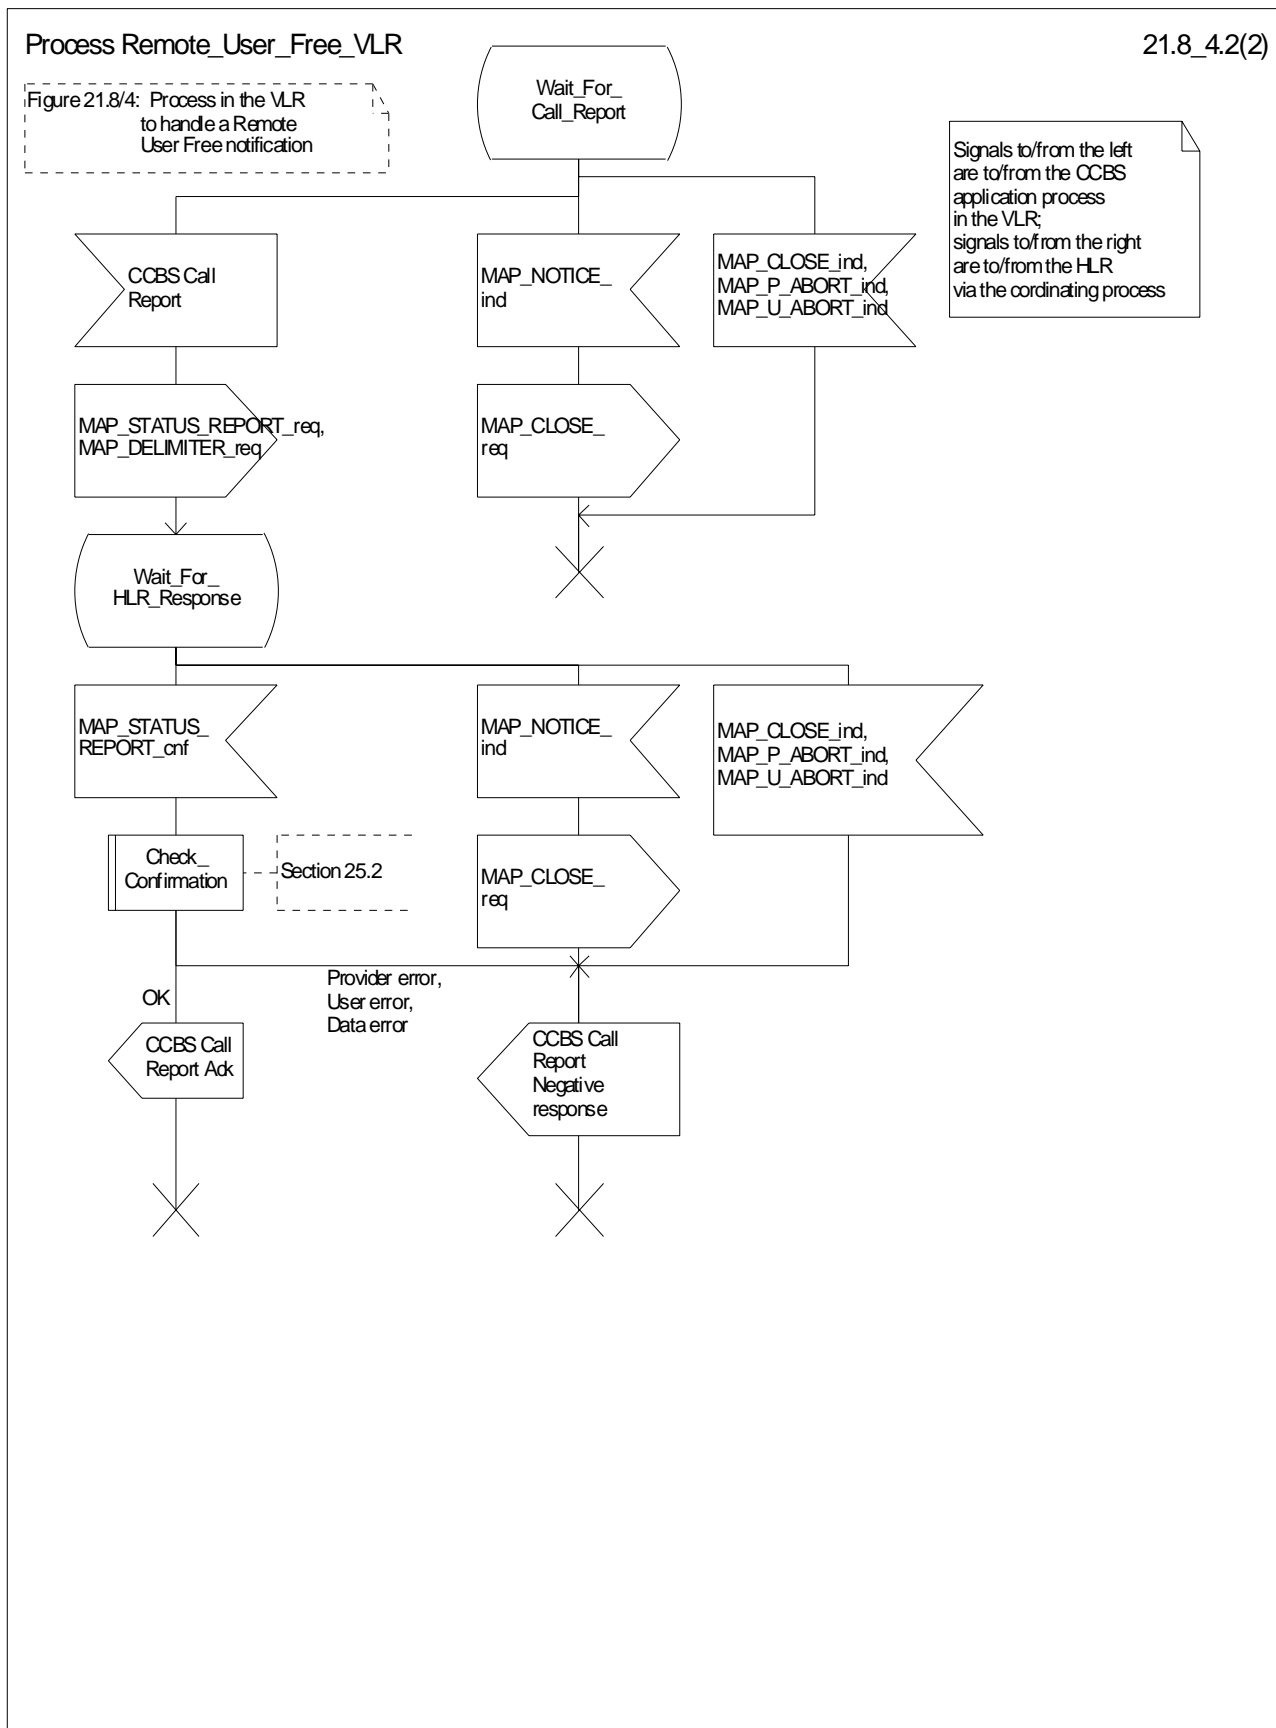 Process Remote_User_Free_VLR
21.8_4.2(2)
Figure 21.8/4: Process in the VLR
to handle a Remote
User Free notification
Wait_For_
Call_Report
Signals to/from the left
are to/from the CCBS
application process
in the VLR;
signals to/from the right
are to/from the HLR
via the cordinating process
CCBS Call
Report
MAP_NOTICE_
ind
MAP_CLOSE_ind,
MAP_P_ABORT_ind,
MAP_U_ABORT_ind
MAP_STATUS_REPORT_req,
MAP_DELIMITER_req
MAP_CLOSE_
req
Wait_For_
HLR_Response
MAP_STATUS_
REPORT_cnf
MAP_NOTICE_
ind
MAP_CLOSE_ind,
MAP_P_ABORT_ind,
MAP_U_ABORT_ind
Check_
Confirmation
Section 25.2
MAP_CLOSE_
req
Provider error,
User error,
Data error
OK
CCBS Call
Report Ack
CCBS Call
Report
Negative
response